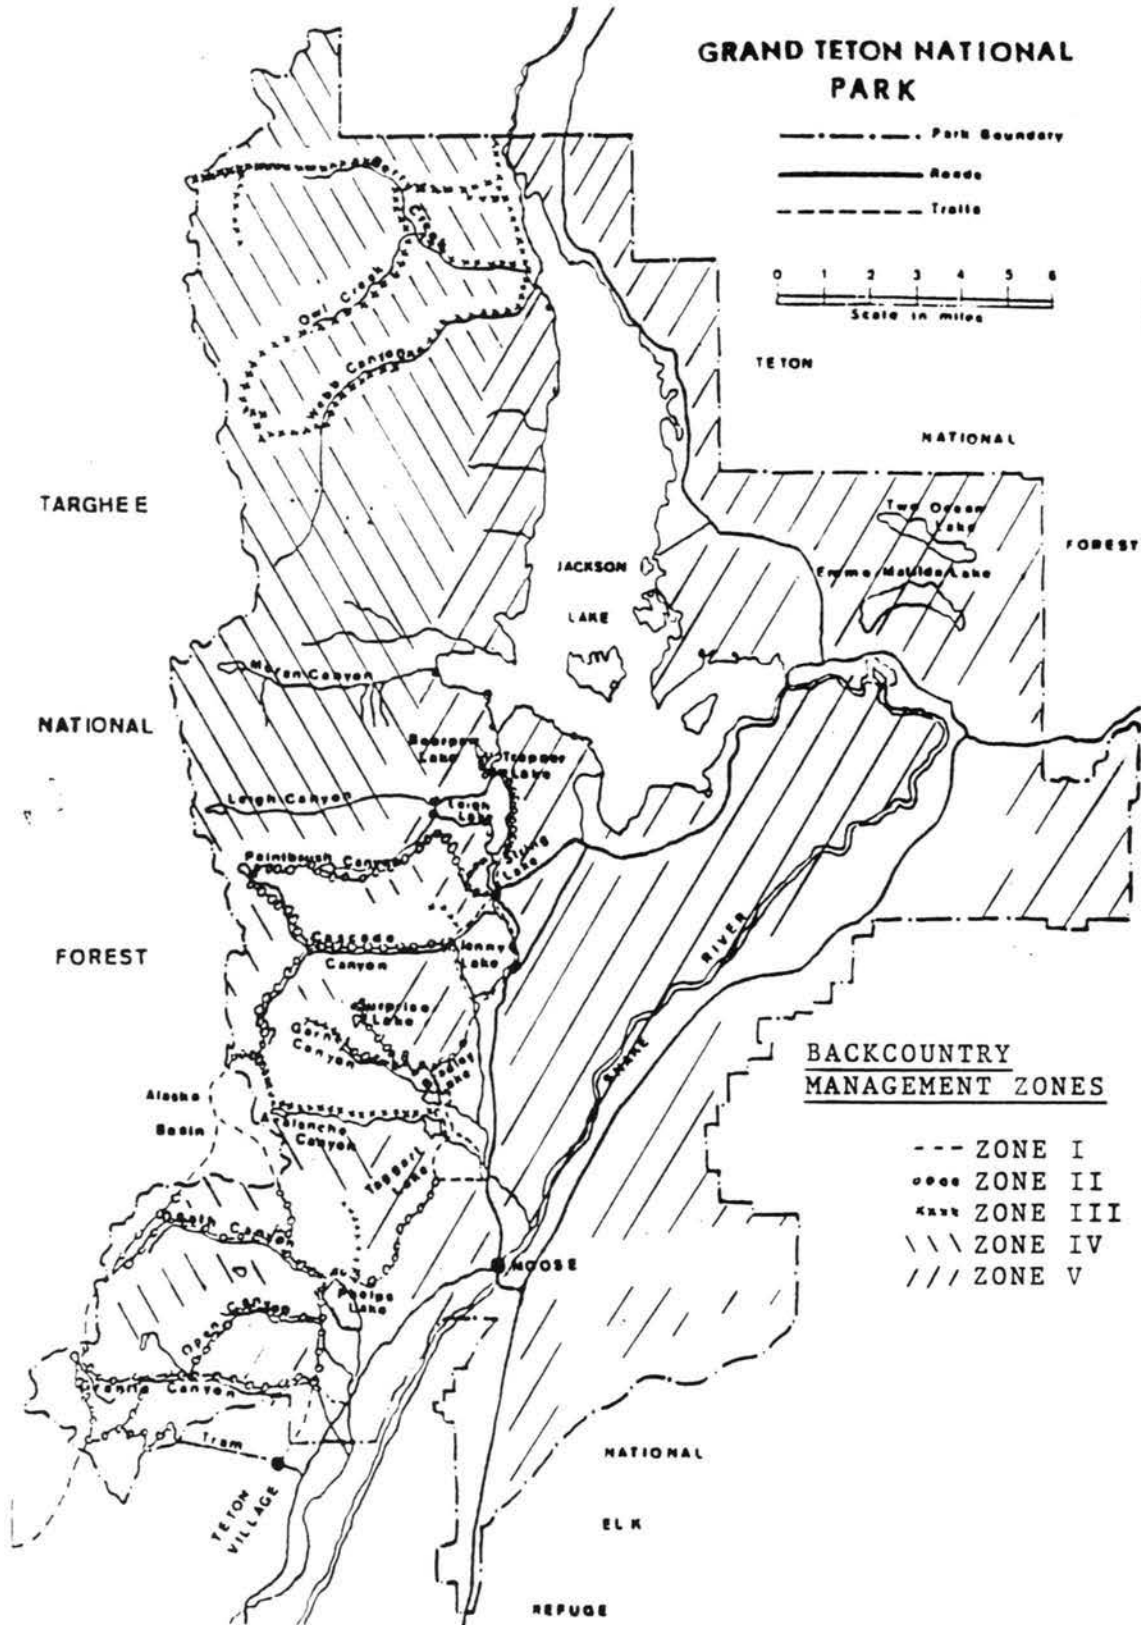 GRAND TETON NATIONAL
PARK
Park Boundary
Roads
Trails
0 1 2 3 4 5 6
Scale in miles
TETON
NATIONAL
FOREST
TARGHEE
NATIONAL
FOREST
Berry
Creek
Owl Creek
Webb Canyon
Two Ocean
Lake
Emma Matilda Lake
JACKSON
LAKE
Moran Canyon
Bearpaw
Lake
Trapper
Lake
Leigh Canyon
Leigh
Lake
String
Lake
Paintbrush Canyon
Cascade
Canyon
Jenny
Lake
Surprise
Lake
Garnet
Canyon
Bradley
Lake
Alaska
Basin
Avalanche
Canyon
Taggart
Lake
SNAKE
RIVER
Death Canyon
Phelps
Lake
MOOSE
Open
Canyon
Granite Canyon
Tram
TETON
VILLAGE
NATIONAL
ELK
REFUGE
BACKCOUNTRY
MANAGEMENT ZONES
--- ZONE I
oooo ZONE II
xxxx ZONE III
\\\ ZONE IV
/// ZONE V